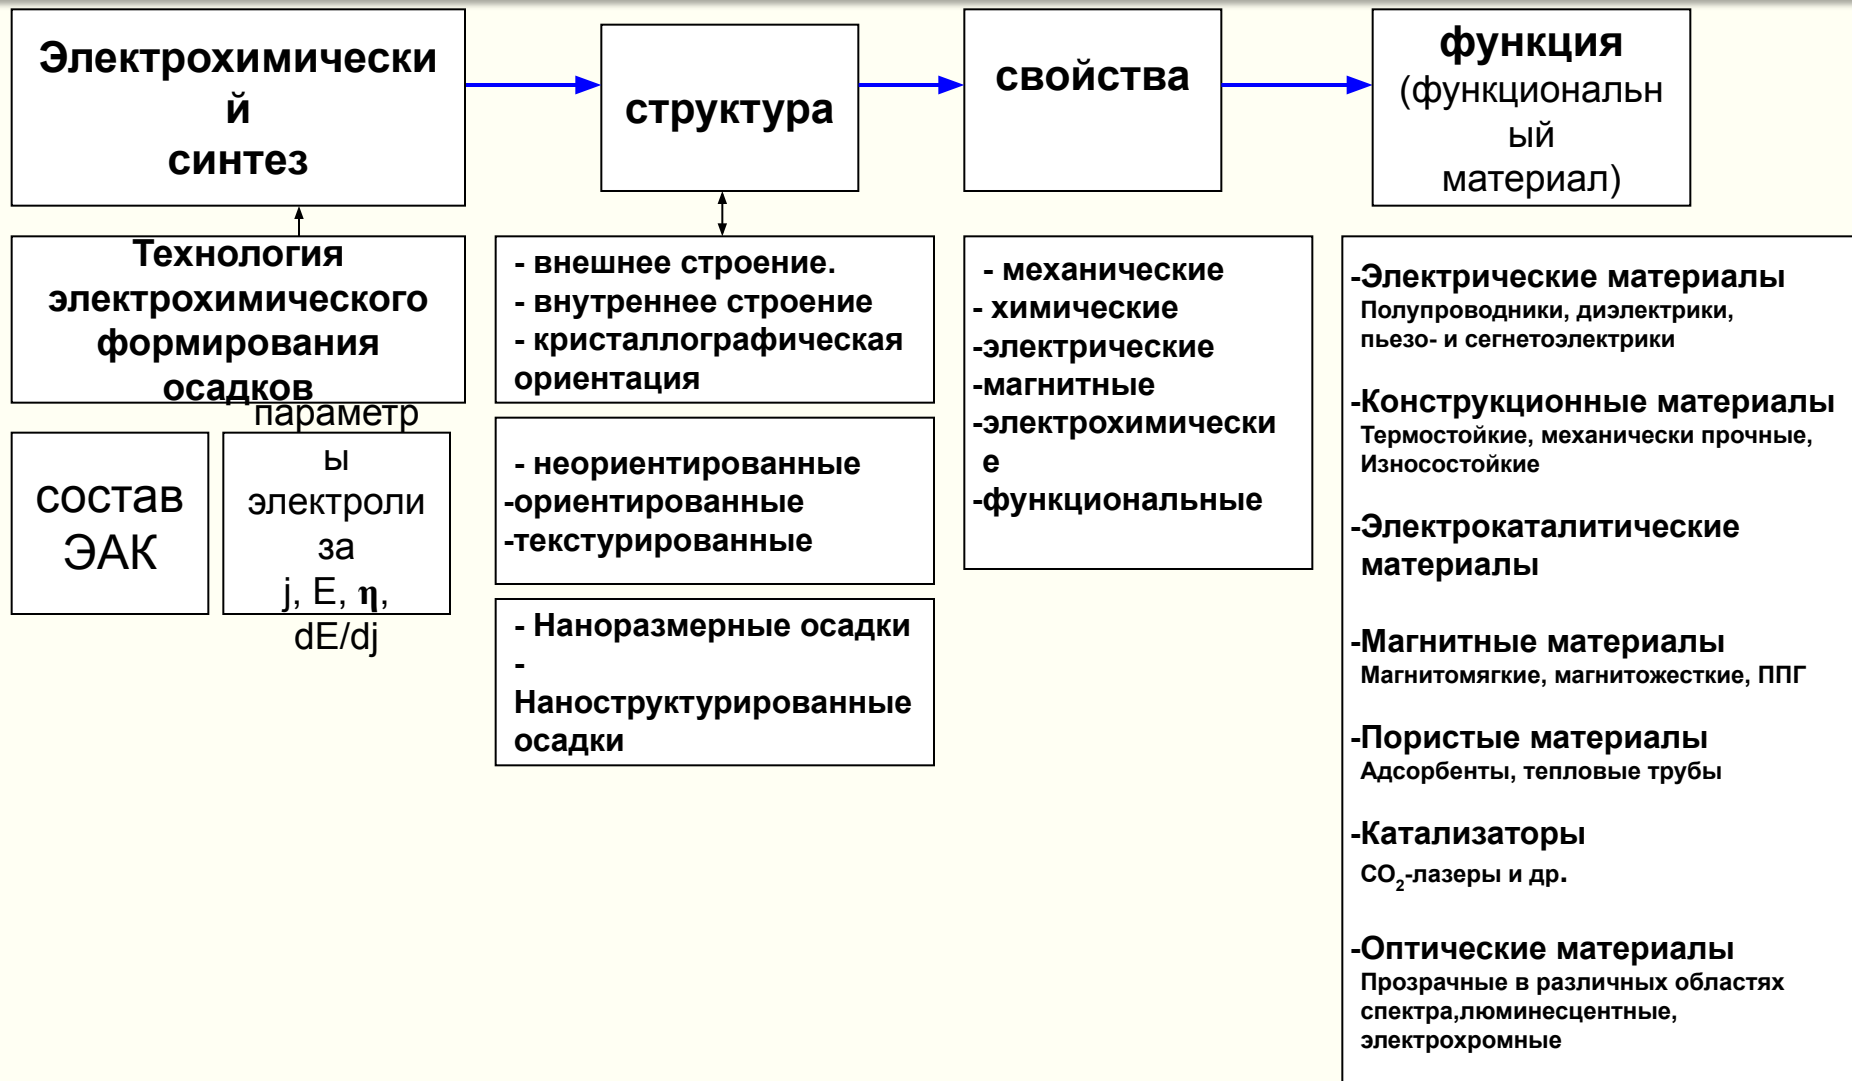 Электрохимически
й
синтез
структура
свойства
функция
(функциональн
ый
материал)
Технология
электрохимического
формирования
осадков
состав
ЭАК
параметр
ы
электроли
за
j, E, η,
dE/dj
- внешнее строение.
- внутреннее строение
- кристаллографическая
ориентация
- неориентированные
-ориентированные
-текстурированные
- Наноразмерные осадки
-
Наноструктурированные
осадки
- механические
- химические
-электрические
-магнитные
-электрохимически
е
-функциональные
-Электрические материалы
Полупроводники, диэлектрики,
пьезо- и сегнетоэлектрики
-Конструкционные материалы
Термостойкие, механически прочные,
Износостойкие
-Электрокаталитические
материалы
-Магнитные материалы
Магнитомягкие, магнитожесткие, ППГ
-Пористые материалы
Адсорбенты, тепловые трубы
-Катализаторы
CO₂-лазеры и др.
-Оптические материалы
Прозрачные в различных областях
спектра,люминесцентные,
электрохромные